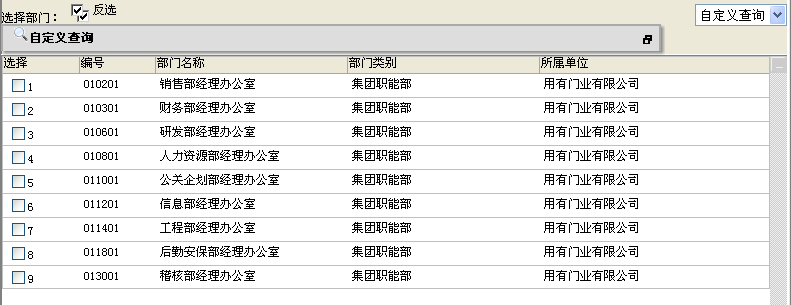 选择部门： 反选 自定义查询
自定义查询
选择 编号 部门名称 部门类别 所属单位
1 010201 销售部经理办公室 集团职能部 用有门业有限公司
2 010301 财务部经理办公室 集团职能部 用有门业有限公司
3 010601 研发部经理办公室 集团职能部 用有门业有限公司
4 010801 人力资源部经理办公室 集团职能部 用有门业有限公司
5 011001 公关企划部经理办公室 集团职能部 用有门业有限公司
6 011201 信息部经理办公室 集团职能部 用有门业有限公司
7 011401 工程部经理办公室 集团职能部 用有门业有限公司
8 011801 后勤安保部经理办公室 集团职能部 用有门业有限公司
9 013001 稽核部经理办公室 集团职能部 用有门业有限公司